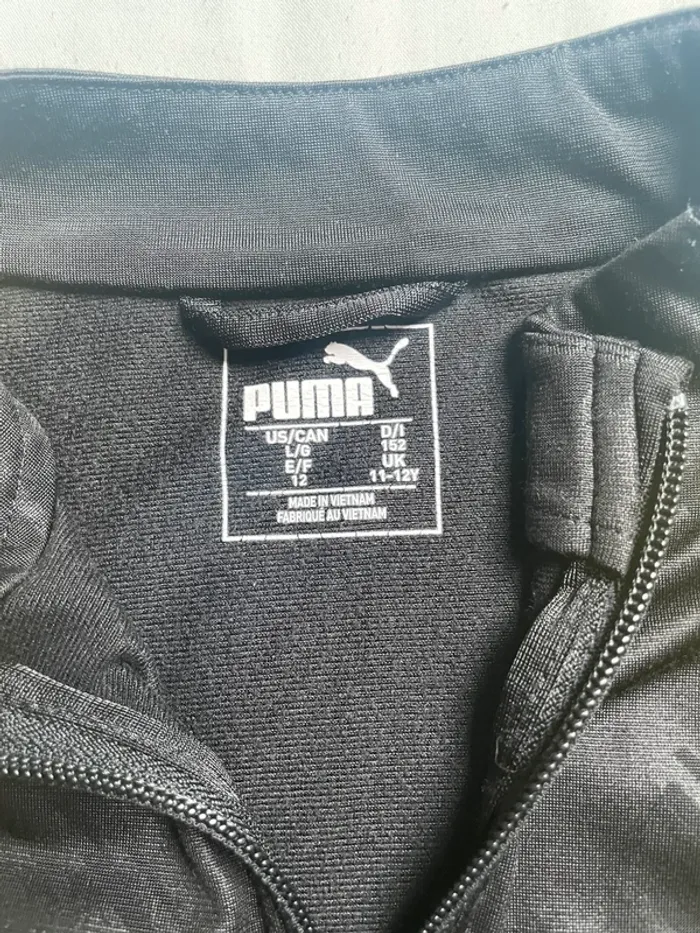 PUMA
US/CAN D/I
L/G 152
E/F UK
12 11-12Y
MADE IN VIETNAM
FABRIQUÉ AU VIETNAM